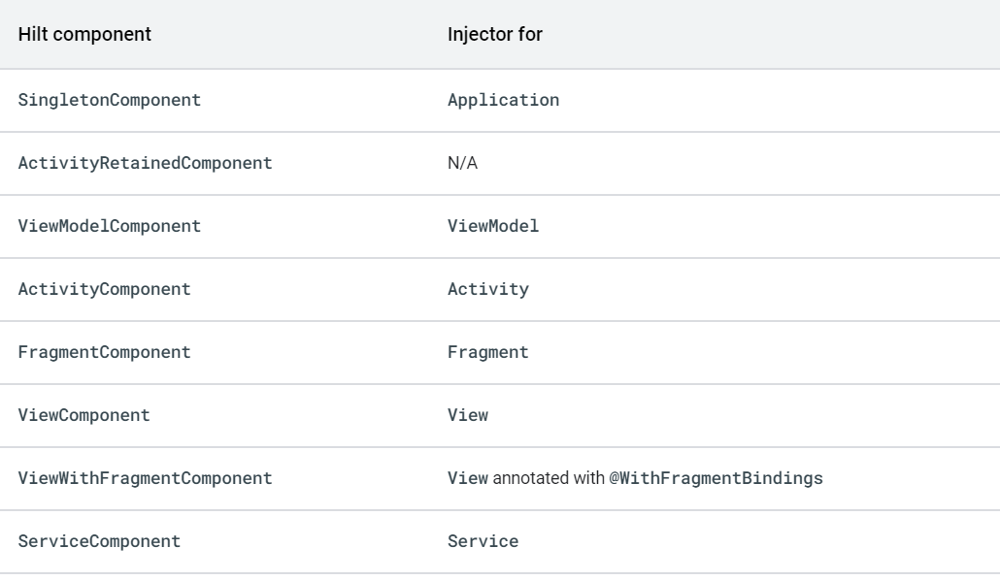 Hilt component Injector for
SingletonComponent Application
ActivityRetainedComponent N/A
ViewModelComponent ViewModel
ActivityComponent Activity
FragmentComponent Fragment
ViewComponent View
ViewWithFragmentComponent View annotated with @WithFragmentBindings
ServiceComponent Service